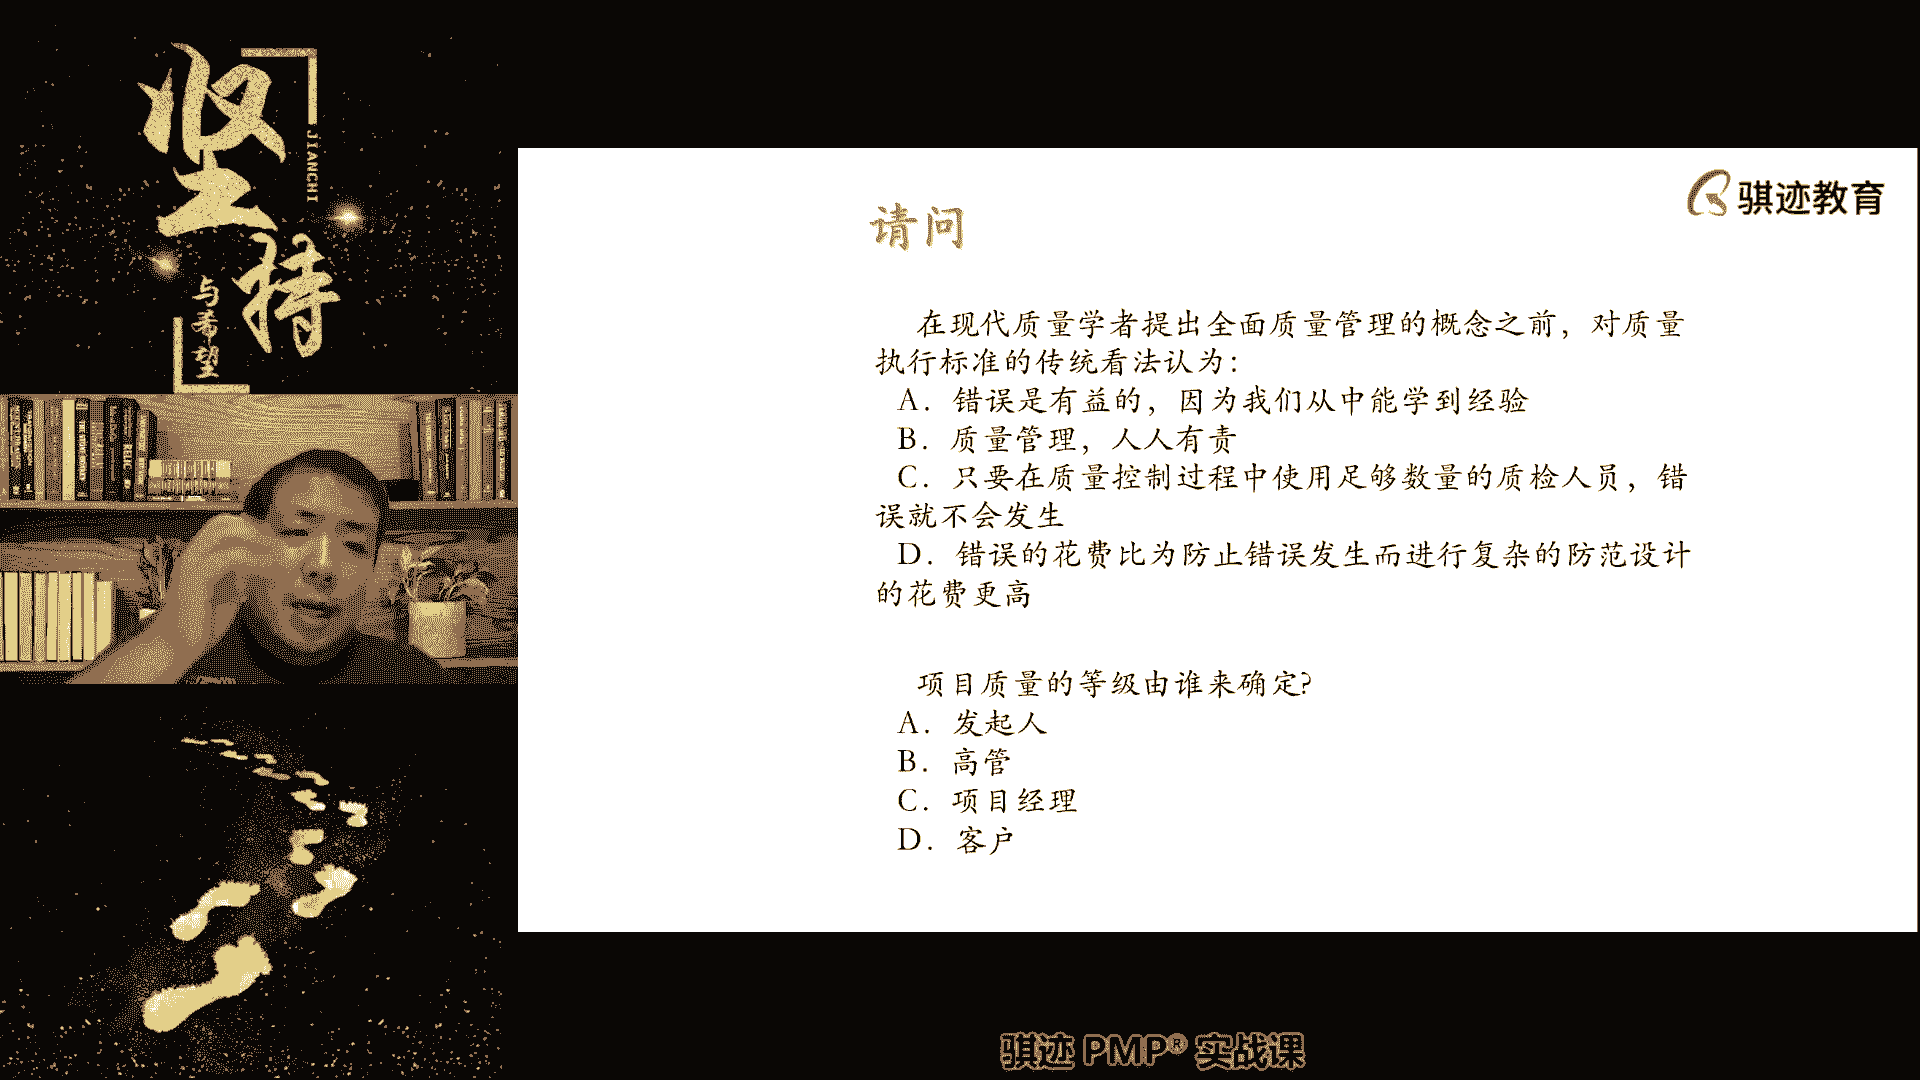 坚持
JIANCHI
与希望
骐迹教育
请问
在现代质量学者提出全面质量管理的概念之前，对质量
执行标准的传统看法认为：
A．错误是有益的，因为我们从中能学到经验
B．质量管理，人人有责
C．只要在质量控制过程中使用足够数量的质检人员，错
误就不会发生
D．错误的花费比为防止错误发生而进行复杂的防范设计
的花费更高
项目质量的等级由谁来确定?
A．发起人
B．高管
C．项目经理
D．客户
骐迹 PMP® 实战课